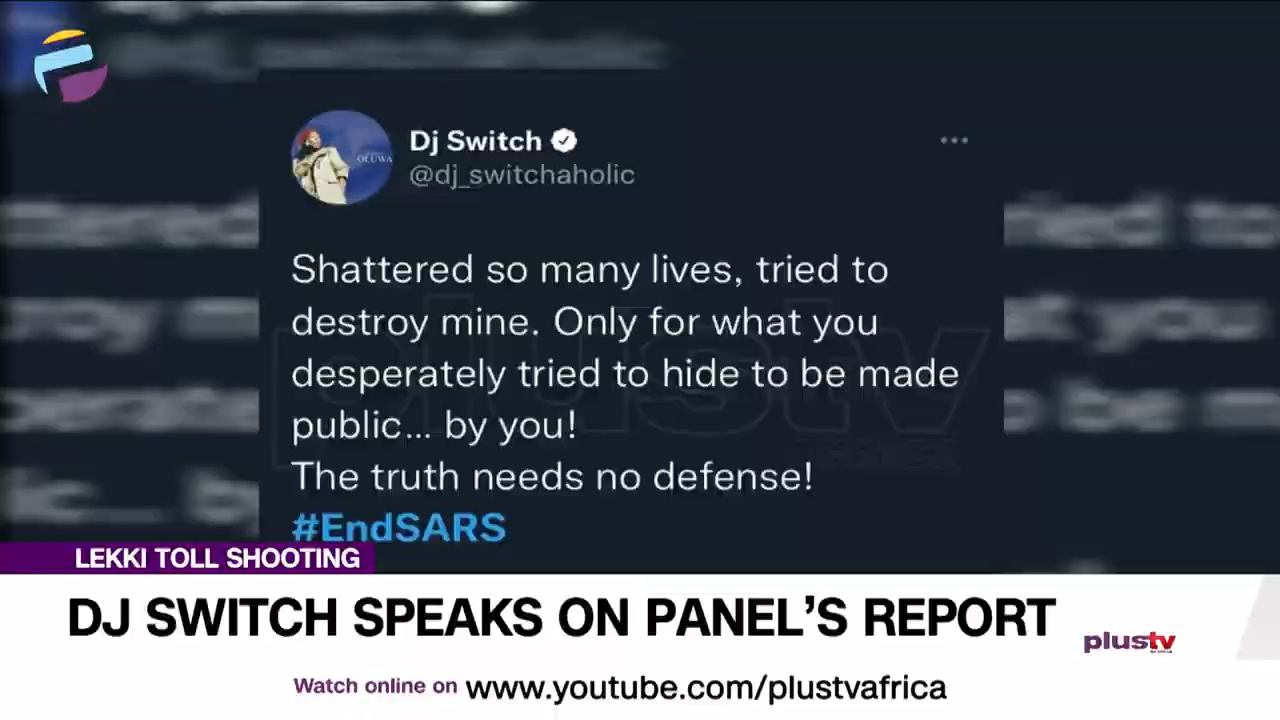 Dj Switch
@dj_switchaholic
OLUWA
Shattered so many lives, tried to
destroy mine. Only for what you
desperately tried to hide to be made
public... by you!
The truth needs no defense!
#EndSARS
LEKKI TOLL SHOOTING
DJ SWITCH SPEAKS ON PANEL'S REPORT
plustv
Watch online on www.youtube.com/plustvafrica